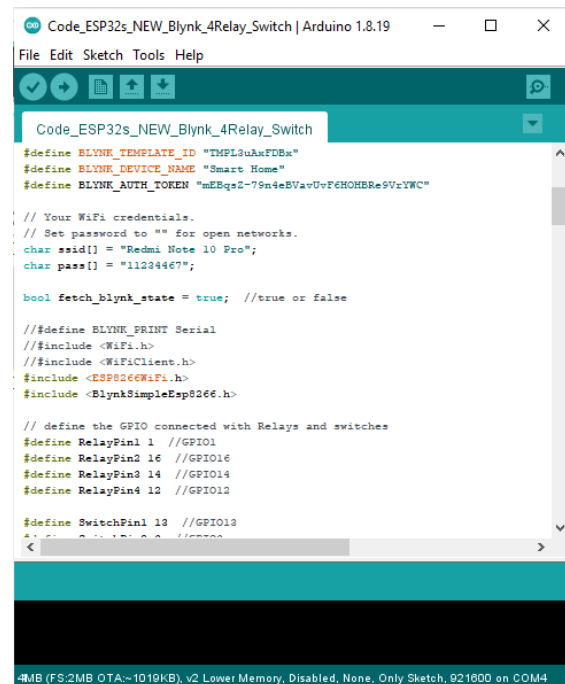 Code_ESP32s_NEW_Blynk_4Relay_Switch | Arduino 1.8.19
File Edit Sketch Tools Help
Code_ESP32s_NEW_Blynk_4Relay_Switch
#define BLYNK_TEMPLATE_ID "TMPL3uAxFDBx"
#define BLYNK_DEVICE_NAME "Smart Home"
#define BLYNK_AUTH_TOKEN "mEBqsZ-79n4eBVavUvF6HOHBRe9VrYWC"
// Your WiFi credentials.
// Set password to "" for open networks.
char ssid[] = "Redmi Note 10 Pro";
char pass[] = "11234467";
bool fetch_blynk_state = true;  //true or false
//#define BLYNK_PRINT Serial
//#include <WiFi.h>
//#include <WiFiClient.h>
#include <ESP8266WiFi.h>
#include <BlynkSimpleEsp8266.h>
// define the GPIO connected with Relays and switches
#define RelayPin1 1  //GPIO1
#define RelayPin2 16  //GPIO16
#define RelayPin3 14  //GPIO14
#define RelayPin4 12  //GPIO12
#define SwitchPin1 13  //GPIO13
4MB (FS:2MB OTA:~1019KB), v2 Lower Memory, Disabled, None, Only Sketch, 921600 on COM4